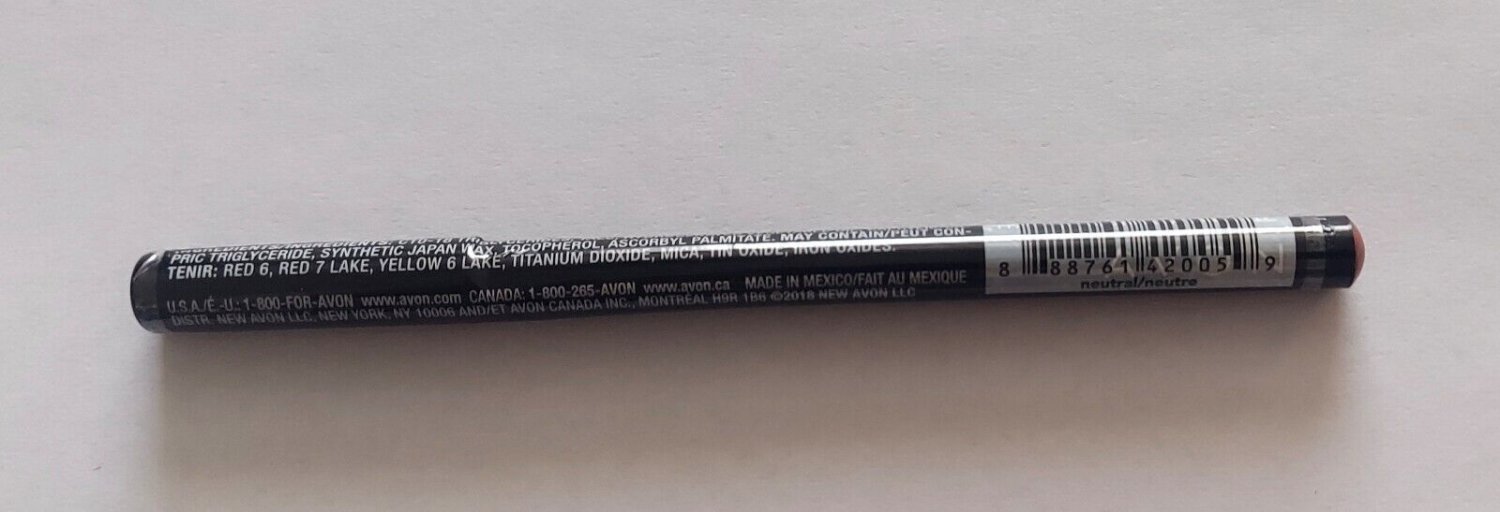 PRIC TRIGLYCERIDE, SYNTHETIC JAPAN WAX, TOCOPHEROL, ASCORBYL PALMITATE. MAY CONTAIN/PEUT CON-
TENIR: RED 6, RED 7 LAKE, YELLOW 6 LAKE, TITANIUM DIOXIDE, MICA, TIN OXIDE, IRON OXIDES.
U.S.A./É.-U.: 1-800-FOR-AVON www.avon.com CANADA: 1-800-265-AVON www.avon.ca MADE IN MEXICO/FAIT AU MEXIQUE
DISTR. NEW AVON LLC, NEW YORK, NY 10006 AND/ET AVON CANADA INC., MONTRÉAL H9R 1B6 ©2018 NEW AVON LLC
8 88761 42005 9
neutral/neutre